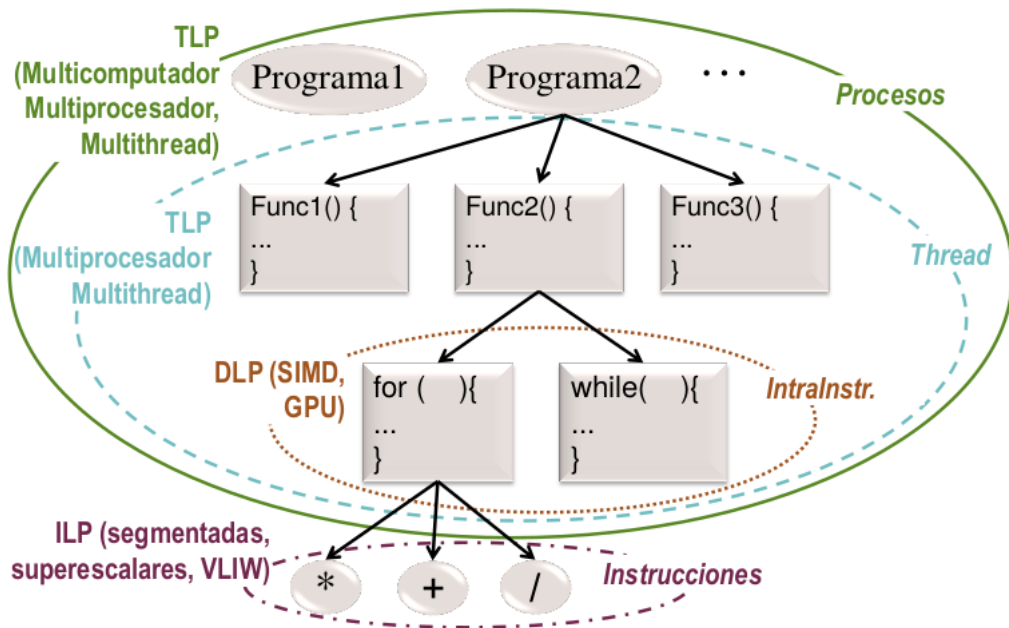 TLP
(Multicomputador
Multiprocesador,
Multithread)
Programa1
Programa2
...
Procesos
TLP
(Multiprocesador
Multithread)
Func1() {
...
}
Func2() {
...
}
Func3() {
...
}
Thread
DLP (SIMD,
GPU)
for (   ){
...
}
while(   ){
...
}
IntraInstr.
ILP (segmentadas,
superescalares, VLIW)
*
+
/
Instrucciones